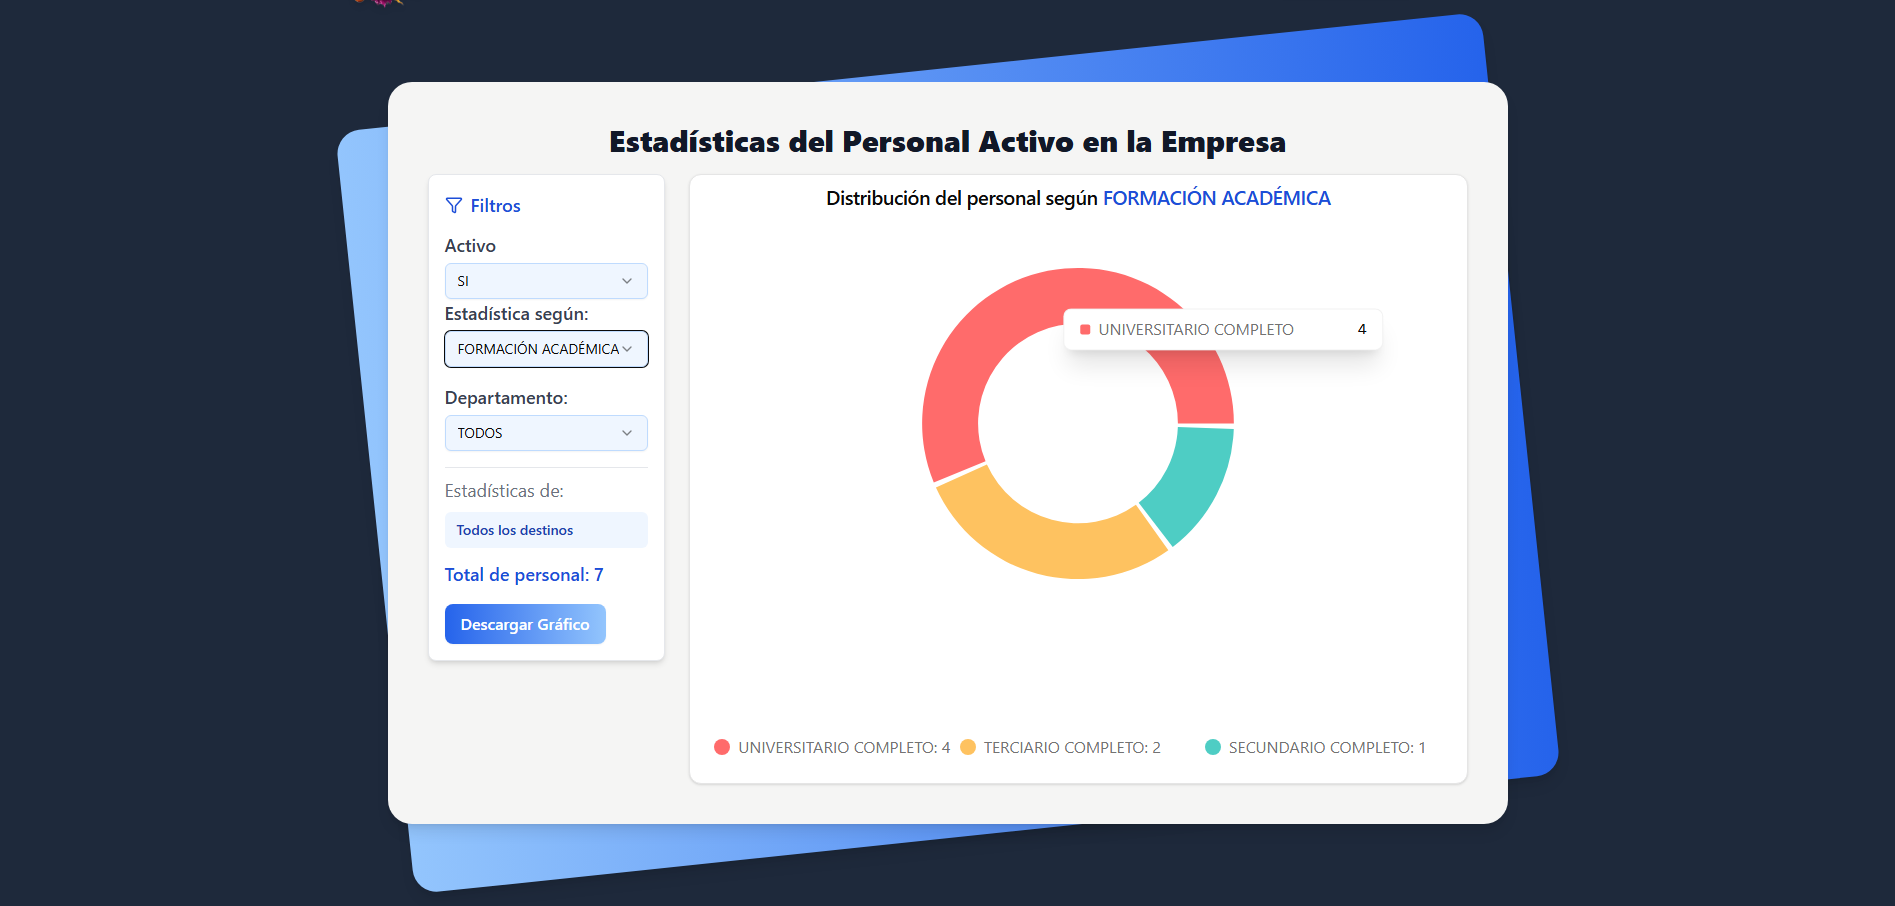 Estadísticas del Personal Activo en la Empresa
Filtros
Activo
SI
Estadística según:
FORMACIÓN ACADÉMICA
Departamento:
TODOS
Estadísticas de:
Todos los destinos
Total de personal: 7
Descargar Gráfico
Distribución del personal según FORMACIÓN ACADÉMICA
UNIVERSITARIO COMPLETO 4
UNIVERSITARIO COMPLETO: 4 TERCIARIO COMPLETO: 2 SECUNDARIO COMPLETO: 1